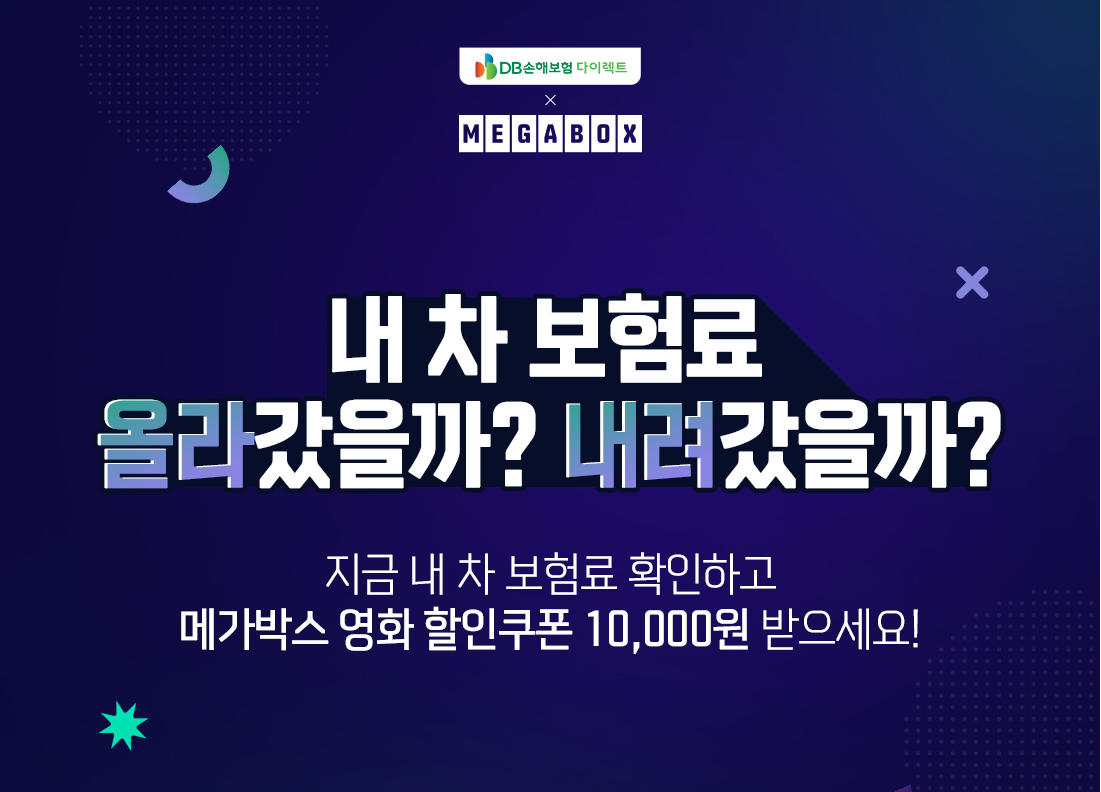 DB손해보험 다이렉트
×
MEGABOX
내 차 보험료
올라갔을까? 내려갔을까?
지금 내 차 보험료 확인하고
메가박스 영화 할인쿠폰 10,000원 받으세요!